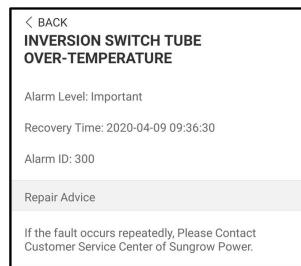 < BACK
INVERSION SWITCH TUBE
OVER-TEMPERATURE
Alarm Level: Important
Recovery Time: 2020-04-09 09:36:30
Alarm ID: 300
Repair Advice
If the fault occurs repeatedly, Please Contact
Customer Service Center of Sungrow Power.